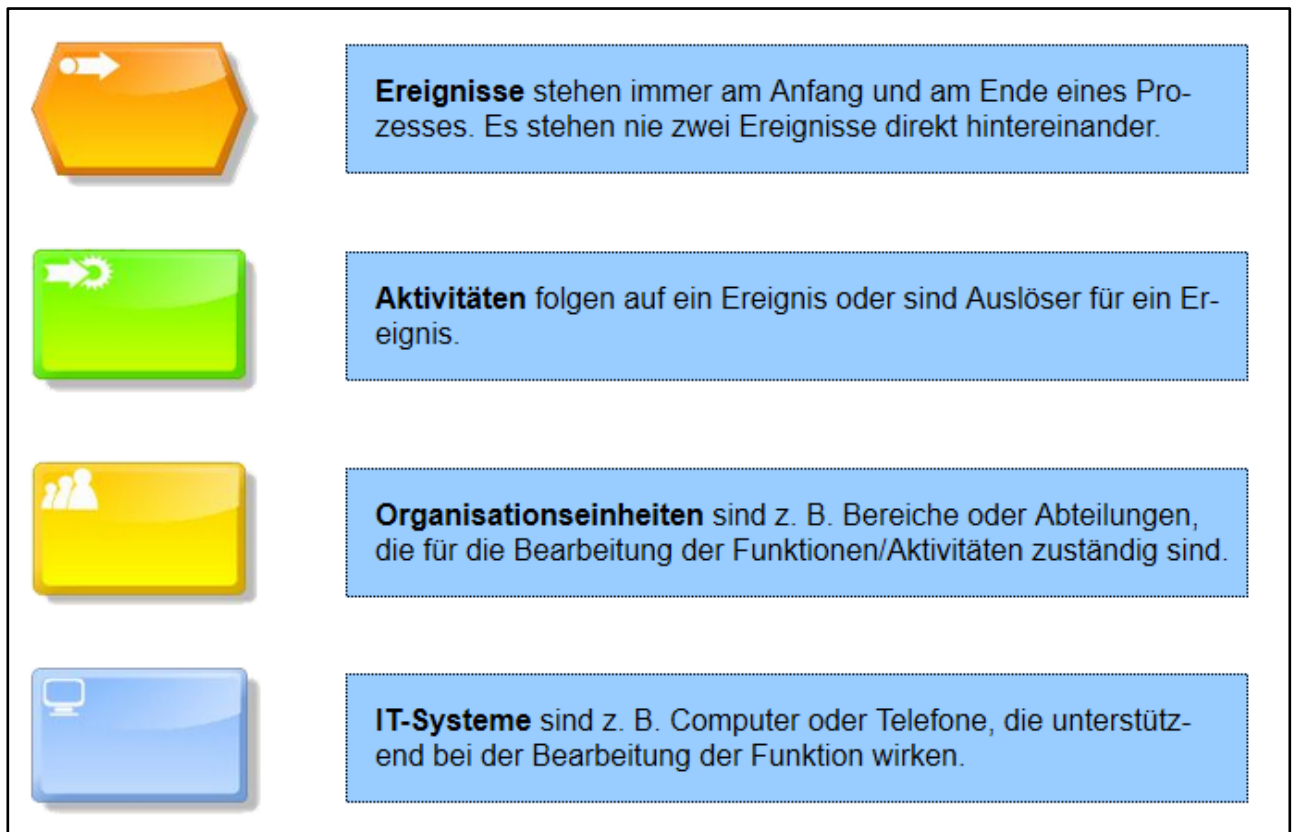 Ereignisse stehen immer am Anfang und am Ende eines Pro-
zesses. Es stehen nie zwei Ereignisse direkt hintereinander.
Aktivitäten folgen auf ein Ereignis oder sind Auslöser für ein Er-
eignis.
Organisationseinheiten sind z. B. Bereiche oder Abteilungen,
die für die Bearbeitung der Funktionen/Aktivitäten zuständig sind.
IT-Systeme sind z. B. Computer oder Telefone, die unterstütz-
end bei der Bearbeitung der Funktion wirken.